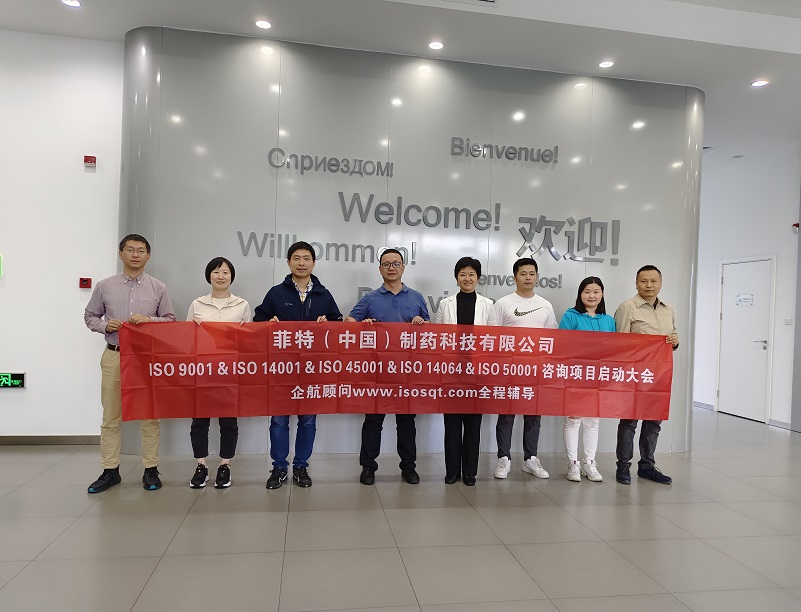 Bienvenue!
Сприездом!
Welcome!
欢迎!
Willkommen!
菲特（中国）制药科技有限公司
ISO 9001 & ISO 14001 & ISO 45001 & ISO 14064 & ISO 50001 咨询项目启动大会
企航顾问www.isosqt.com全程辅导